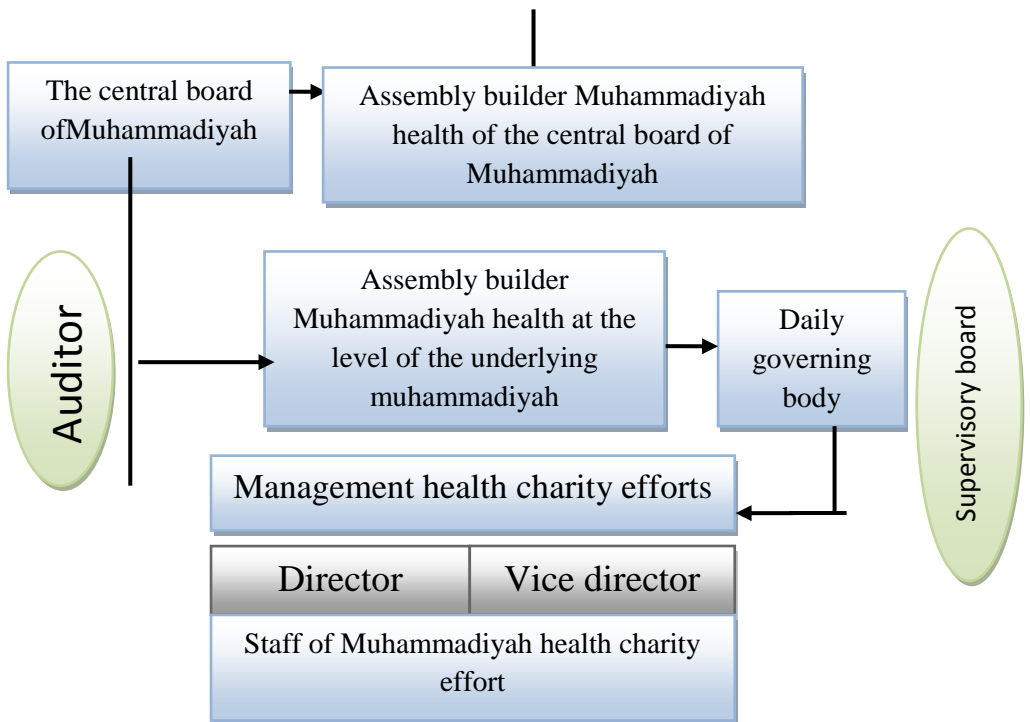 The central board
ofMuhammadiyah
Assembly builder Muhammadiyah
health of the central board of
Muhammadiyah
Auditor
Assembly builder
Muhammadiyah health at the
level of the underlying
muhammadiyah
Daily
governing
body
Supervisory board
Management health charity efforts
Director
Vice director
Staff of Muhammadiyah health charity
effort